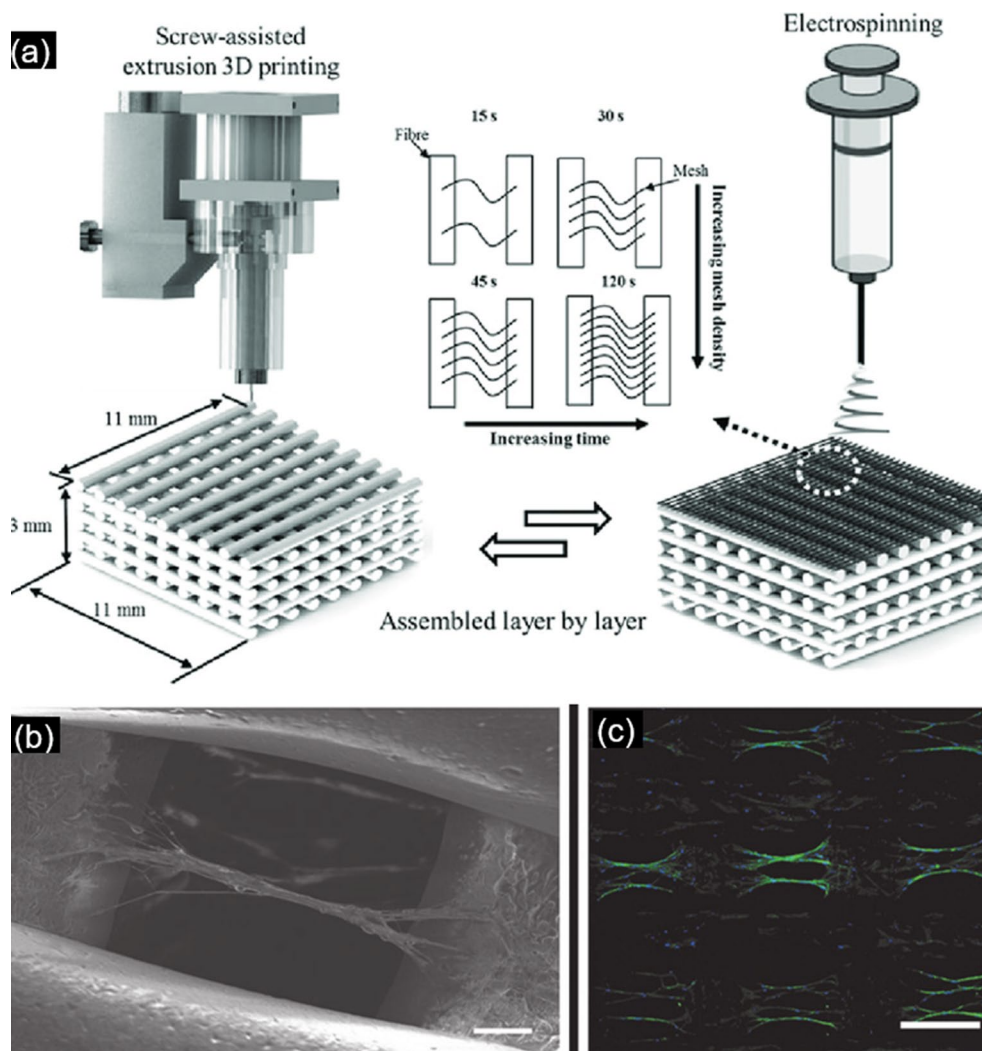 (a)
Screw-assisted
extrusion 3D printing
Electrospinning
15 s
30 s
Fibre
Mesh
45 s
120 s
Increasing mesh density
Increasing time
11 mm
3 mm
11 mm
Assembled layer by layer
(b)
(c)